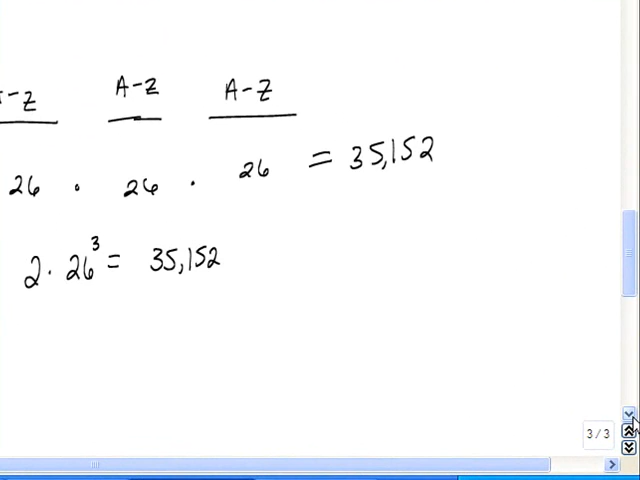 -Z A-Z A-Z
26 · 26 · 26 = 35,152
2 · 26³ = 35,152
3 / 3